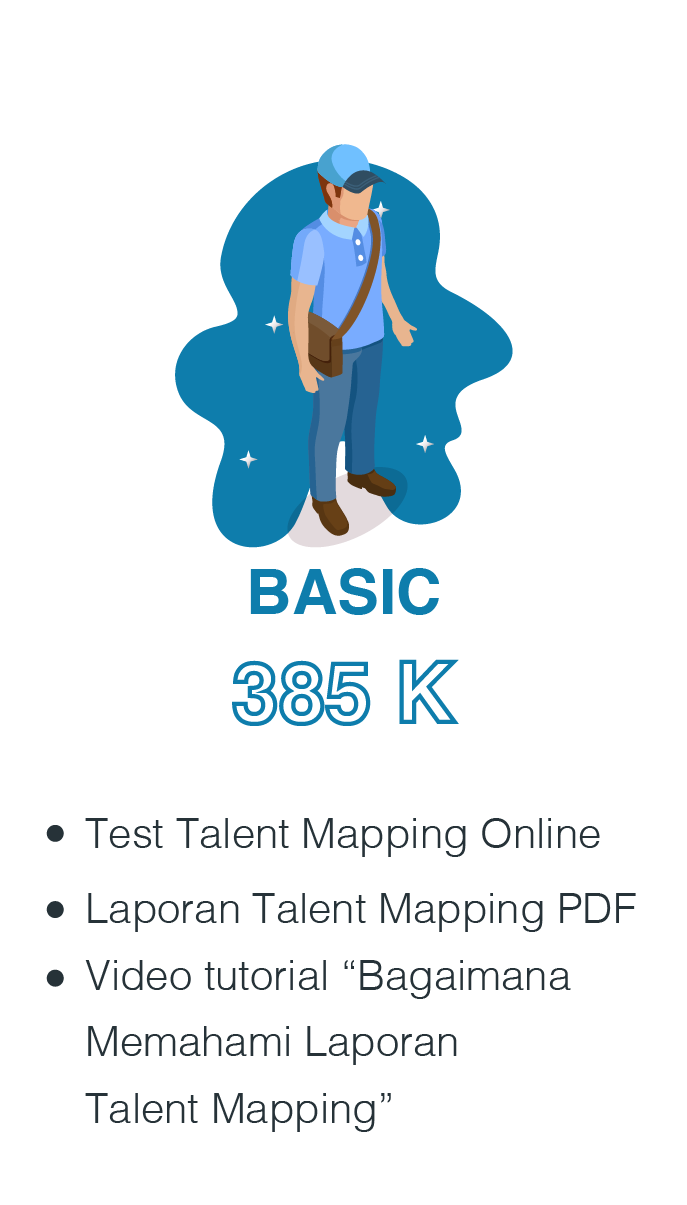 BASIC
385 K
• Test Talent Mapping Online
• Laporan Talent Mapping PDF
• Video tutorial “Bagaimana
Memahami Laporan
Talent Mapping”